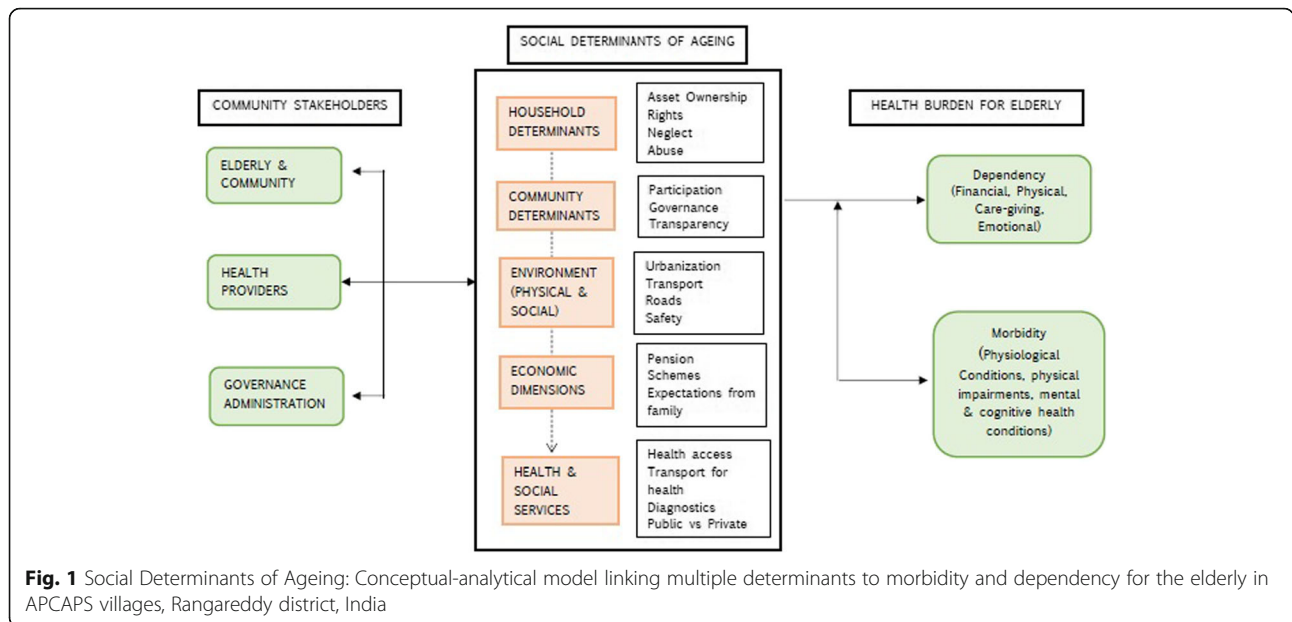 SOCIAL DETERMINANTS OF AGEING
COMMUNITY STAKEHOLDERS
ELDERLY &
COMMUNITY
HEALTH
PROVIDERS
GOVERNANCE
ADMINISTRATION
HOUSEHOLD
DETERMINANTS
Asset Ownership
Rights
Neglect
Abuse
COMMUNITY
DETERMINANTS
Participation
Governance
Transparency
ENVIRONMENT
(PHYSICAL &
SOCIAL)
Urbanization
Transport
Roads
Safety
ECONOMIC
DIMENSIONS
Pension
Schemes
Expectations from
family
HEALTH &
SOCIAL
SERVICES
Health access
Transport for
health
Diagnostics
Public vs Private
HEALTH BURDEN FOR ELDERLY
Dependency
(Financial, Physical,
Care-giving,
Emotional)
Morbidity
(Physiological
Conditions, physical
impairments, mental
& cognitive health
conditions)
Fig. 1 Social Determinants of Ageing: Conceptual-analytical model linking multiple determinants to morbidity and dependency for the elderly in
APCAPS villages, Rangareddy district, India